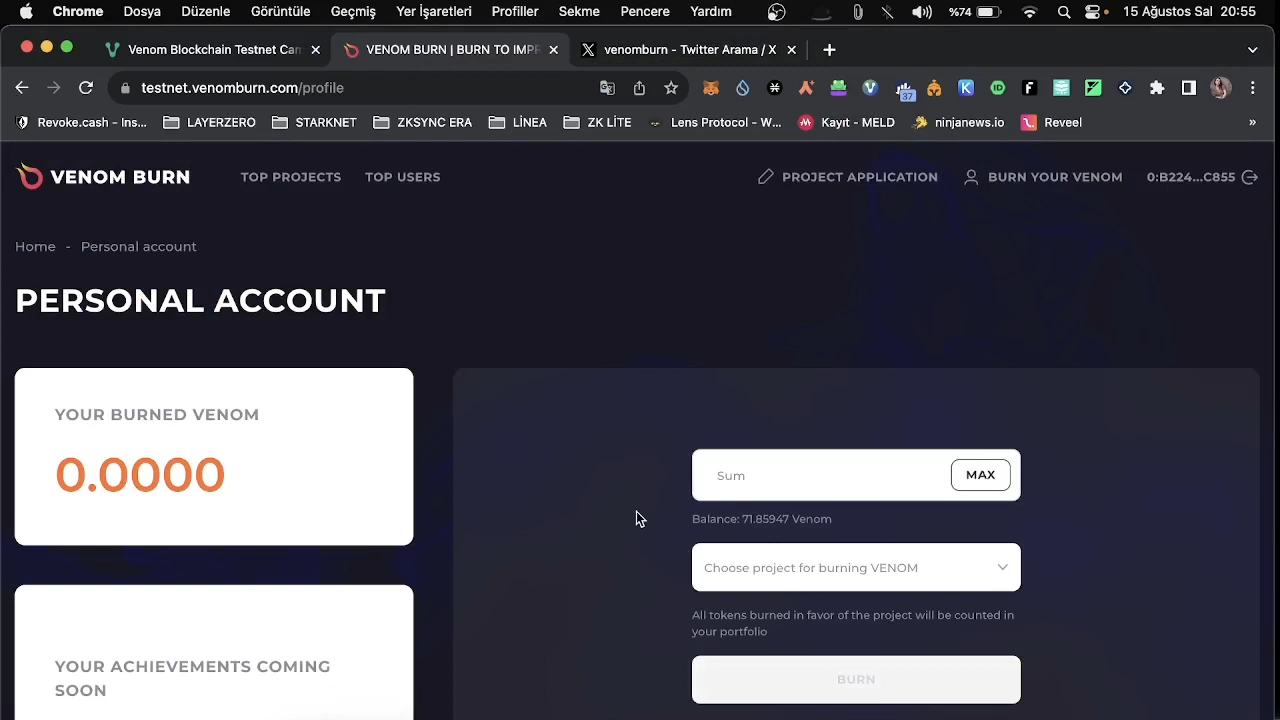 Chrome Dosya Düzenle Görüntüle Geçmiş Yer İşaretleri Profiller Sekme Pencere Yardım %74 15 Ağustos Sal 20:55
Venom Blockchain Testnet Cam VENOM BURN | BURN TO IMPR venomburn - Twitter Arama / X
testnet.venomburn.com/profile 37
Revoke.cash - Ins... LAYERZERO STARKNET ZKSYNC ERA LİNEA ZK LİTE Lens Protocol - W... Kayıt - MELD ninjanews.io Reveel »
VENOM BURN TOP PROJECTS TOP USERS PROJECT APPLICATION BURN YOUR VENOM 0:B224...C855
Home - Personal account
PERSONAL ACCOUNT
YOUR BURNED VENOM
0.0000
Sum MAX
Balance: 71.85947 Venom
Choose project for burning VENOM
All tokens burned in favor of the project will be counted in
your portfolio
BURN
YOUR ACHIEVEMENTS COMING
SOON